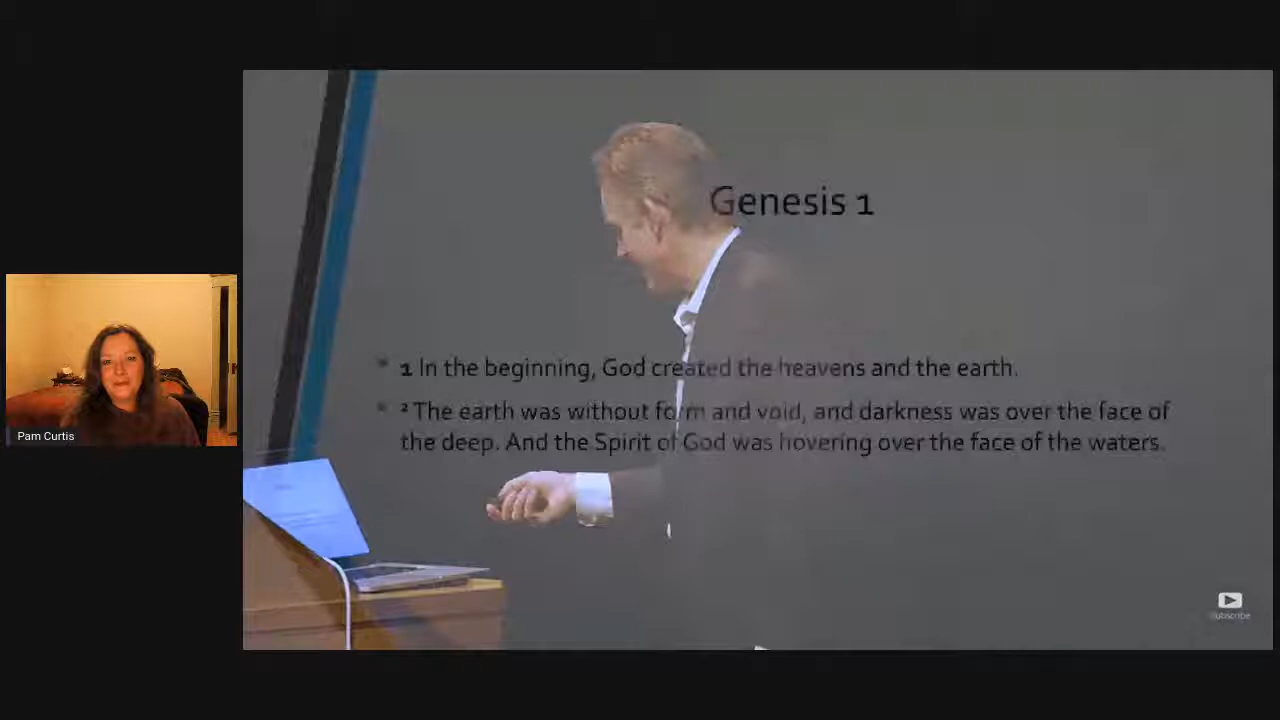 Genesis 1
1 In the beginning, God created the heavens and the earth.
2 The earth was without form and void, and darkness was over the face of
the deep. And the Spirit of God was hovering over the face of the waters.
Pam Curtis
subscribe